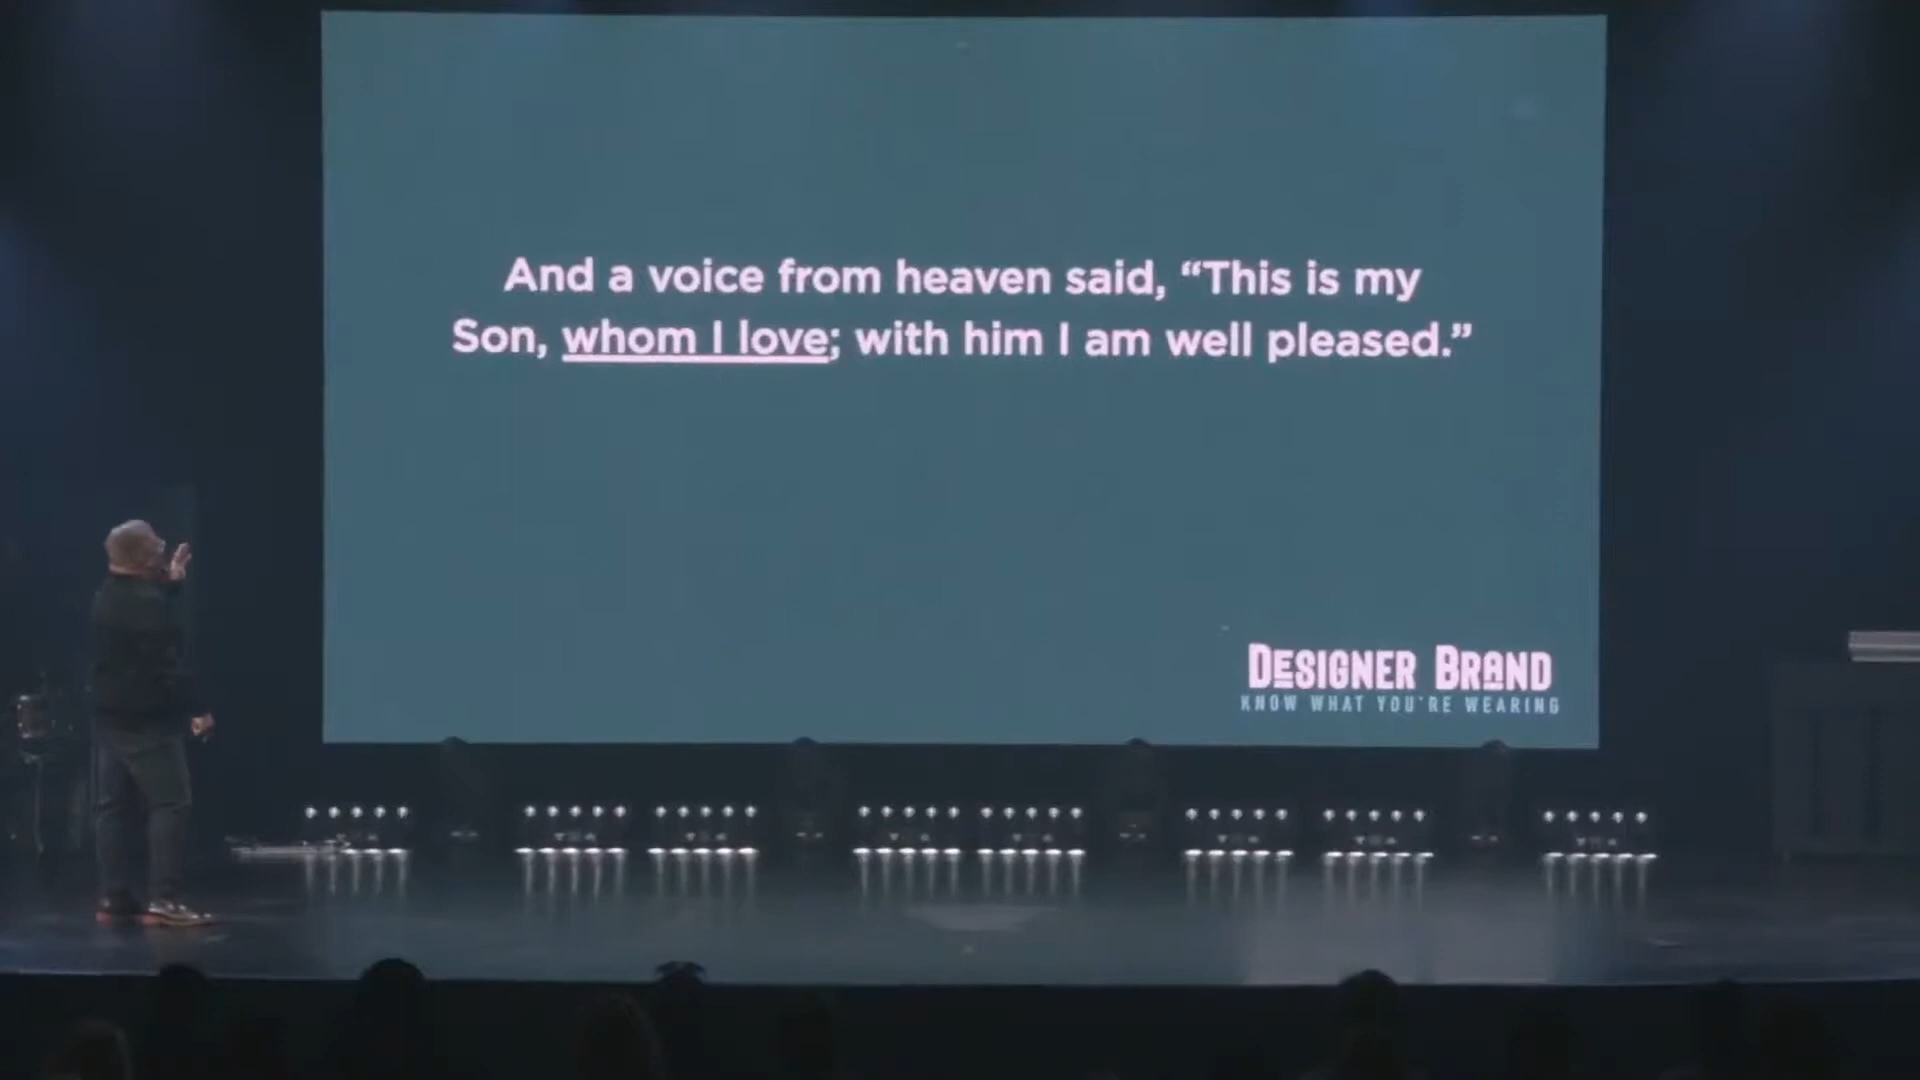 And a voice from heaven said, “This is my
Son, whom I love; with him I am well pleased.”
DESIGNER BRAND
KNOW WHAT YOU'RE WEARING